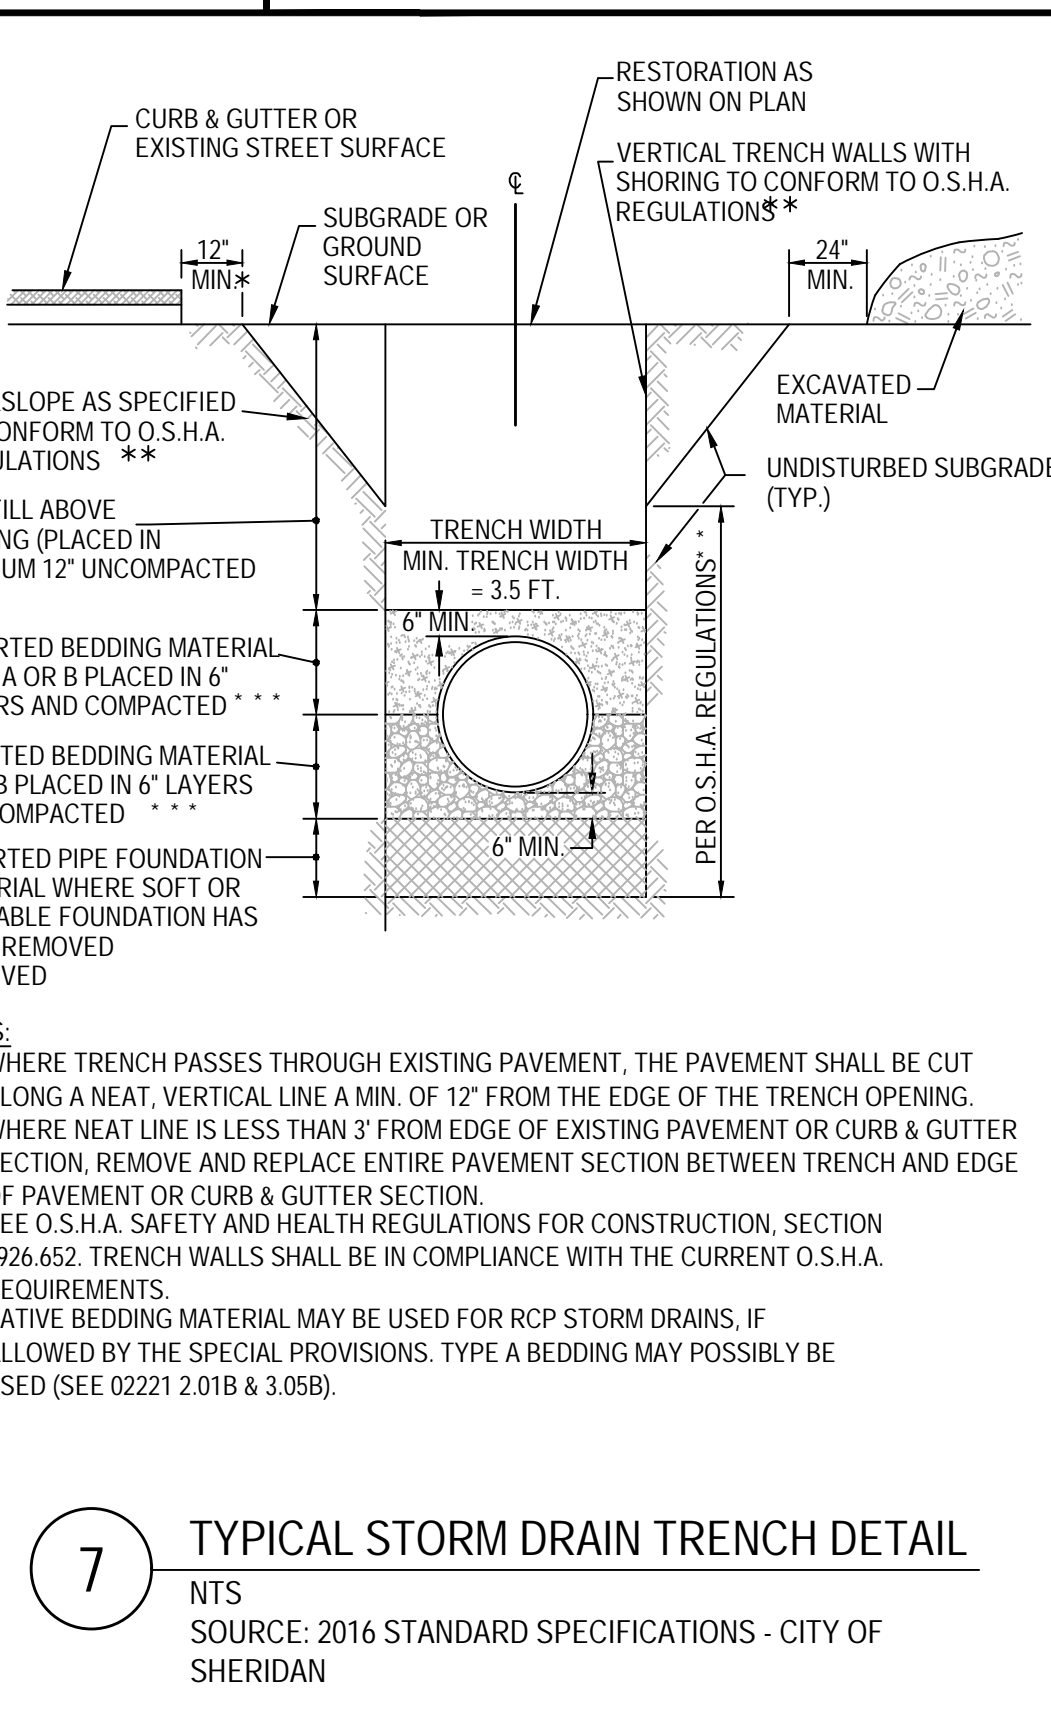 RESTORATION AS
SHOWN ON PLAN
CURB & GUTTER OR
EXISTING STREET SURFACE
VERTICAL TRENCH WALLS WITH
SHORING TO CONFORM TO O.S.H.A.
REGULATIONS**
℄
SUBGRADE OR
GROUND
SURFACE
12"
MIN.*
24"
MIN.
SLOPE AS SPECIFIED
ONFORM TO O.S.H.A.
ULATIONS **
EXCAVATED
MATERIAL
UNDISTURBED SUBGRADE
(TYP.)
FILL ABOVE
NG (PLACED IN
UM 12" UNCOMPACTED
TRENCH WIDTH
MIN. TRENCH WIDTH
= 3.5 FT.
6" MIN.
PER O.S.H.A. REGULATIONS* *
RTED BEDDING MATERIAL
A OR B PLACED IN 6"
RS AND COMPACTED * * *
TED BEDDING MATERIAL
B PLACED IN 6" LAYERS
OMPACTED * * *
6" MIN.
RTED PIPE FOUNDATION
RIAL WHERE SOFT OR
ABLE FOUNDATION HAS
REMOVED
VED
S:
WHERE TRENCH PASSES THROUGH EXISTING PAVEMENT, THE PAVEMENT SHALL BE CUT
LONG A NEAT, VERTICAL LINE A MIN. OF 12" FROM THE EDGE OF THE TRENCH OPENING.
WHERE NEAT LINE IS LESS THAN 3' FROM EDGE OF EXISTING PAVEMENT OR CURB & GUTTER
ECTION, REMOVE AND REPLACE ENTIRE PAVEMENT SECTION BETWEEN TRENCH AND EDGE
OF PAVEMENT OR CURB & GUTTER SECTION.
EE O.S.H.A. SAFETY AND HEALTH REGULATIONS FOR CONSTRUCTION, SECTION
926.652. TRENCH WALLS SHALL BE IN COMPLIANCE WITH THE CURRENT O.S.H.A.
EQUIREMENTS.
ATIVE BEDDING MATERIAL MAY BE USED FOR RCP STORM DRAINS, IF
LLOWED BY THE SPECIAL PROVISIONS. TYPE A BEDDING MAY POSSIBLY BE
SED (SEE 02221 2.01B & 3.05B).
7
TYPICAL STORM DRAIN TRENCH DETAIL
NTS
SOURCE: 2016 STANDARD SPECIFICATIONS - CITY OF
SHERIDAN